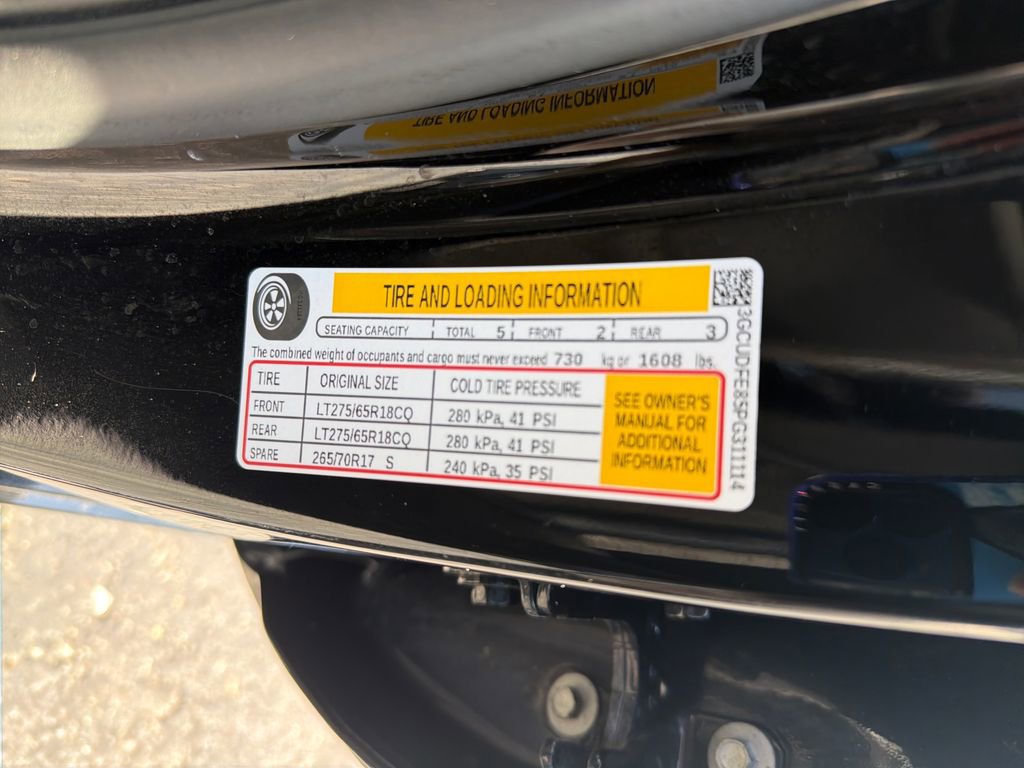 TIRE AND LOADING INFORMATION
TIRE AND LOADING INFORMATION
SEATING CAPACITY TOTAL 5 FRONT 2 REAR 3
The combined weight of occupants and cargo must never exceed 730 kg or 1608 lbs.
TIRE ORIGINAL SIZE COLD TIRE PRESSURE
FRONT LT275/65R18CQ 280 kPa, 41 PSI
REAR LT275/65R18CQ 280 kPa, 41 PSI
SPARE 265/70R17 S 240 kPa, 35 PSI
SEE OWNER'S
MANUAL FOR
ADDITIONAL
INFORMATION
3GCUDFE85PG311114